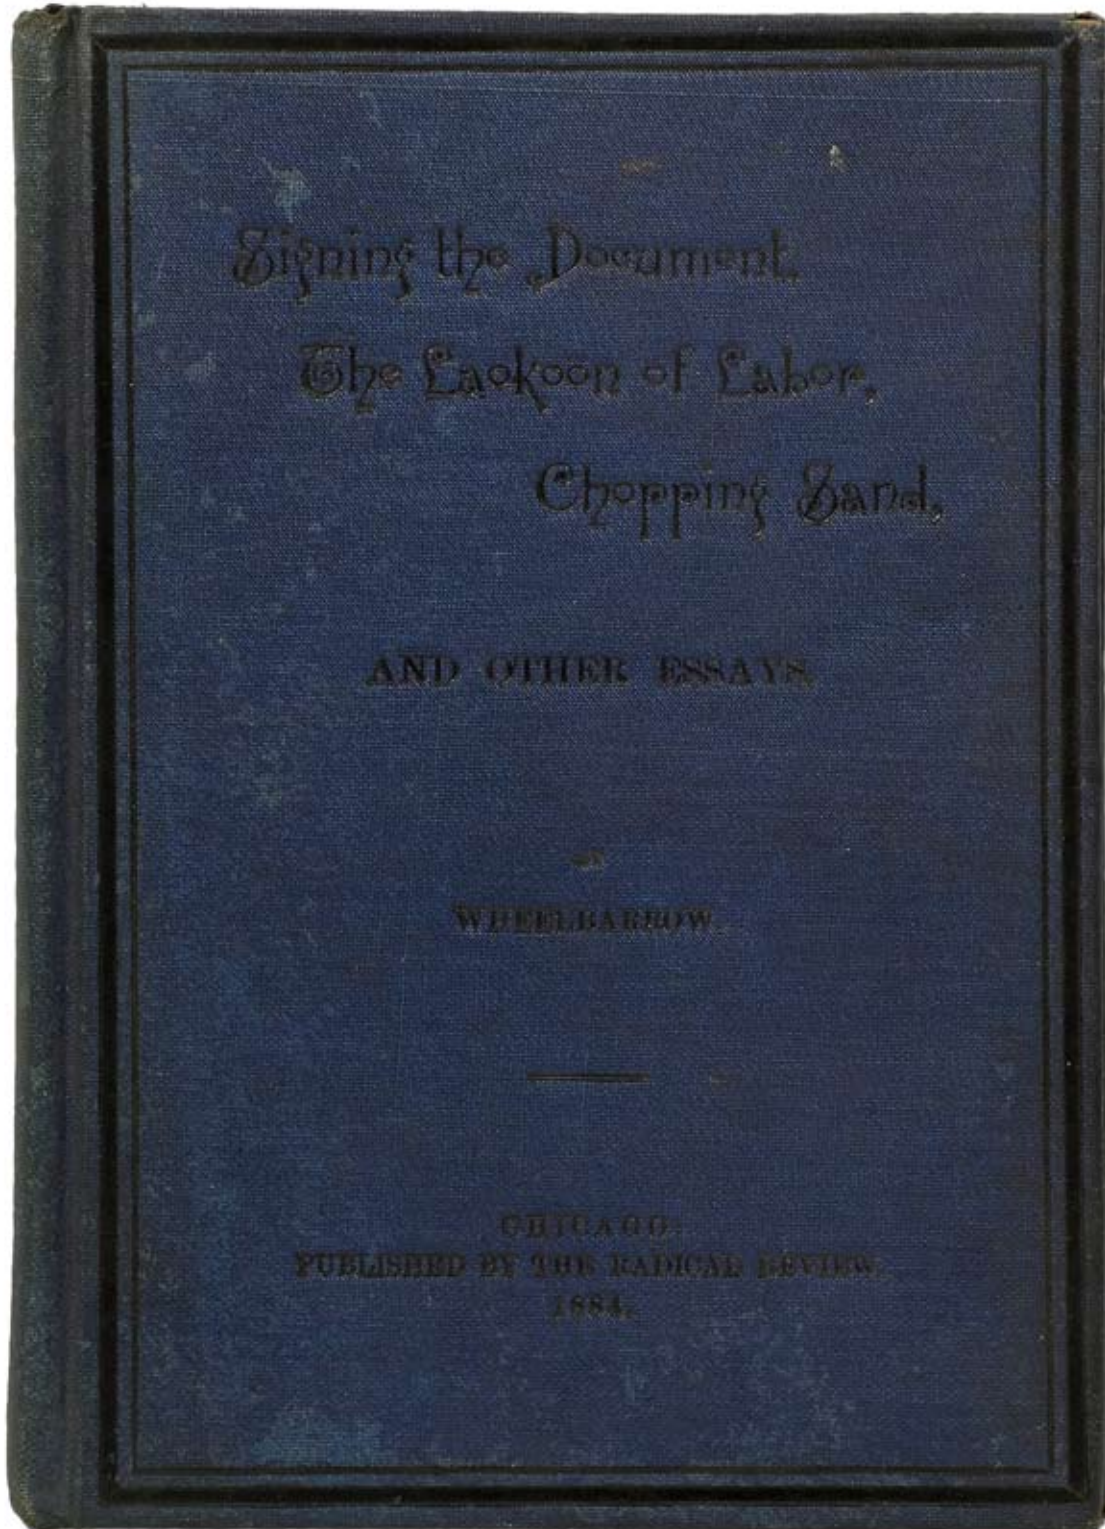 Signing the Document,
The Laokoon of Labor,
Chopping Sand,
AND OTHER ESSAYS.
BY
WHEELBARROW.
CHICAGO:
PUBLISHED BY THE RADICAL REVIEW.
1884.